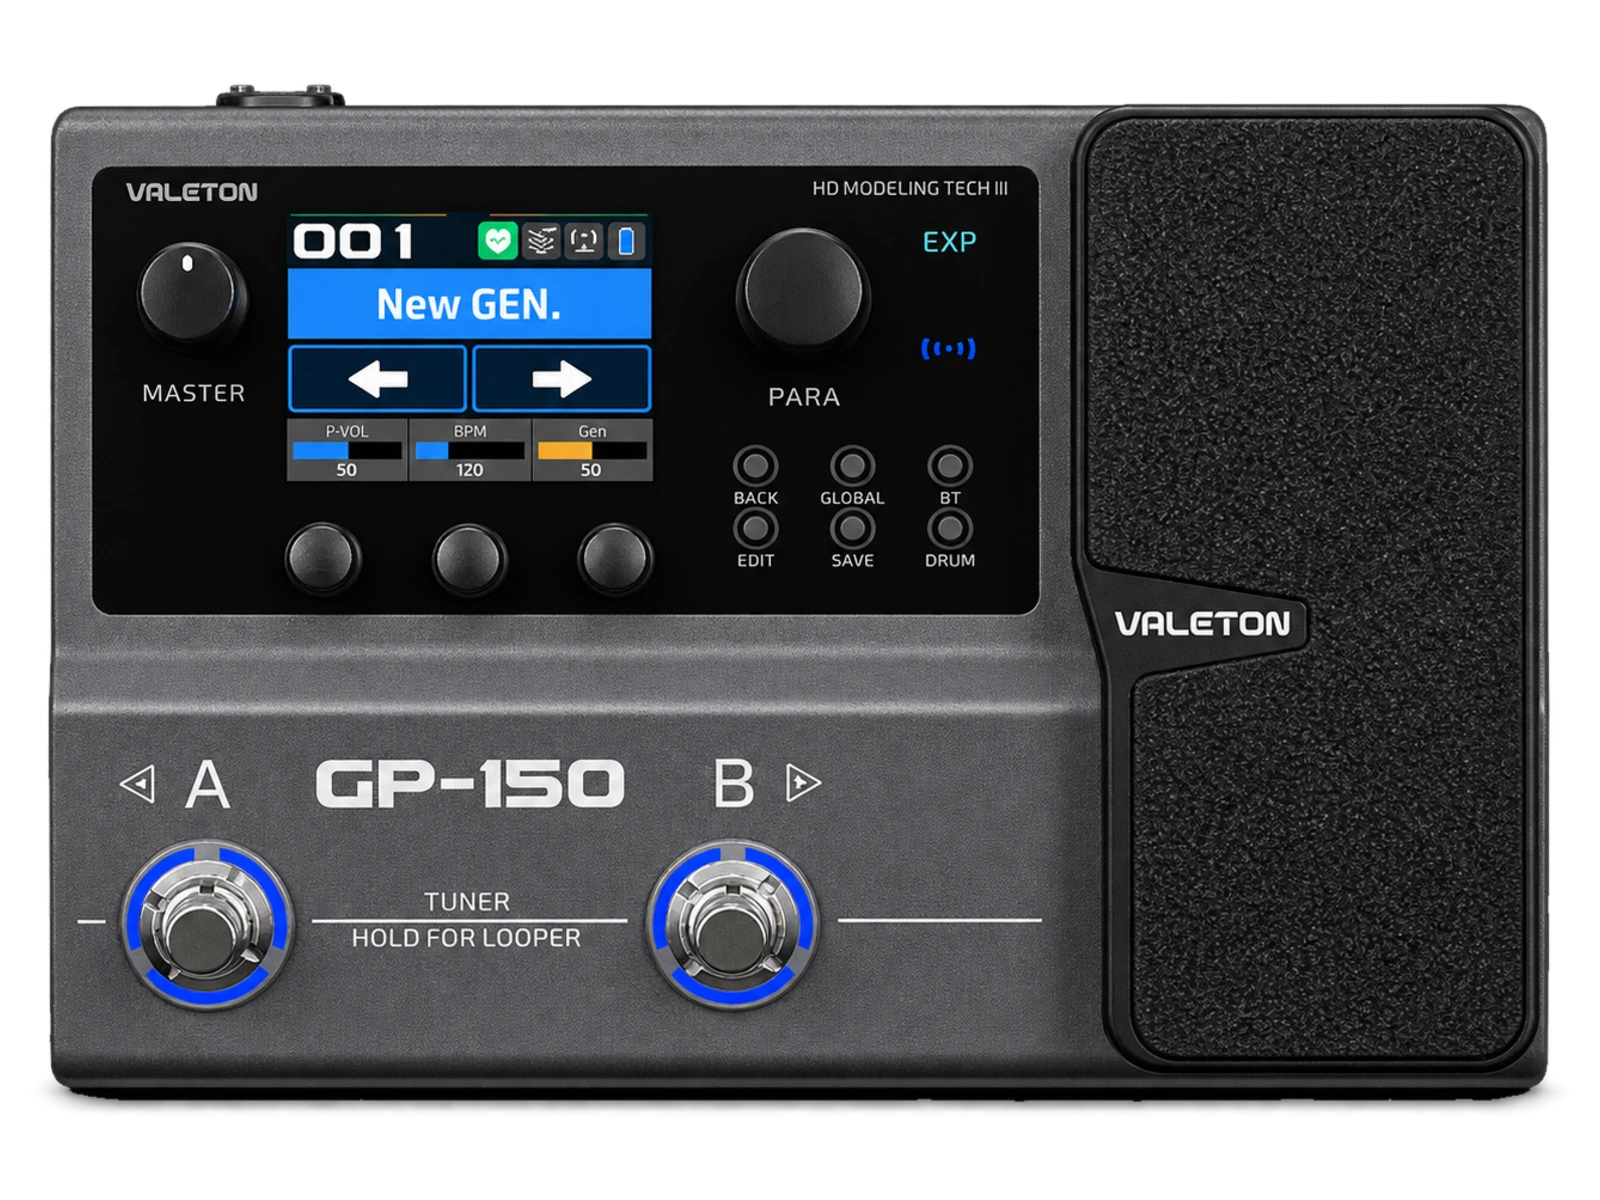 VALETON
HD MODELING TECH III
001
EXP
New GEN.
MASTER
PARA
P-VOL BPM Gen
50 120 50
BACK GLOBAL BT
EDIT SAVE DRUM
VALETON
A GP-150 B
TUNER
HOLD FOR LOOPER